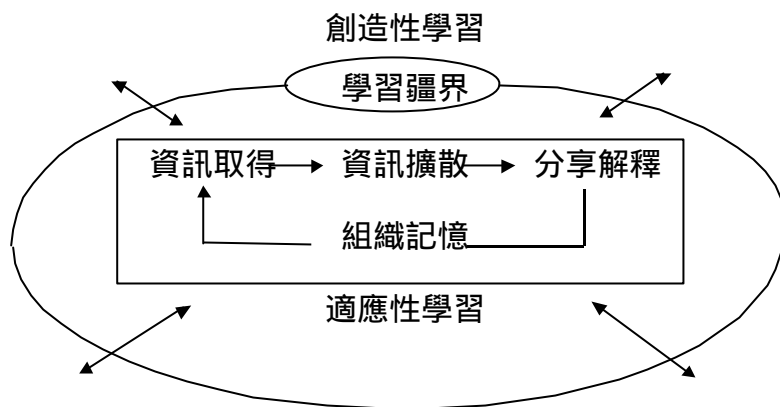 創造性學習
學習疆界
資訊取得 資訊擴散 分享解釋
組織記憶
適應性學習